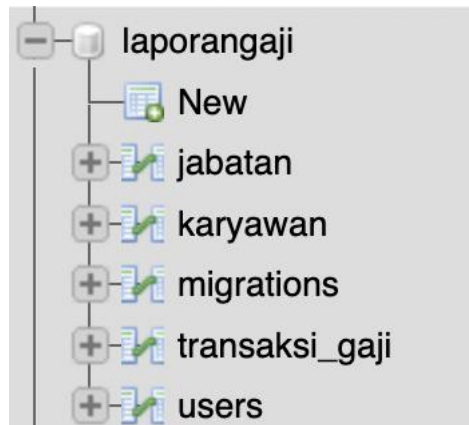 laporangaji
New
jabatan
karyawan
migrations
transaksi_gaji
users